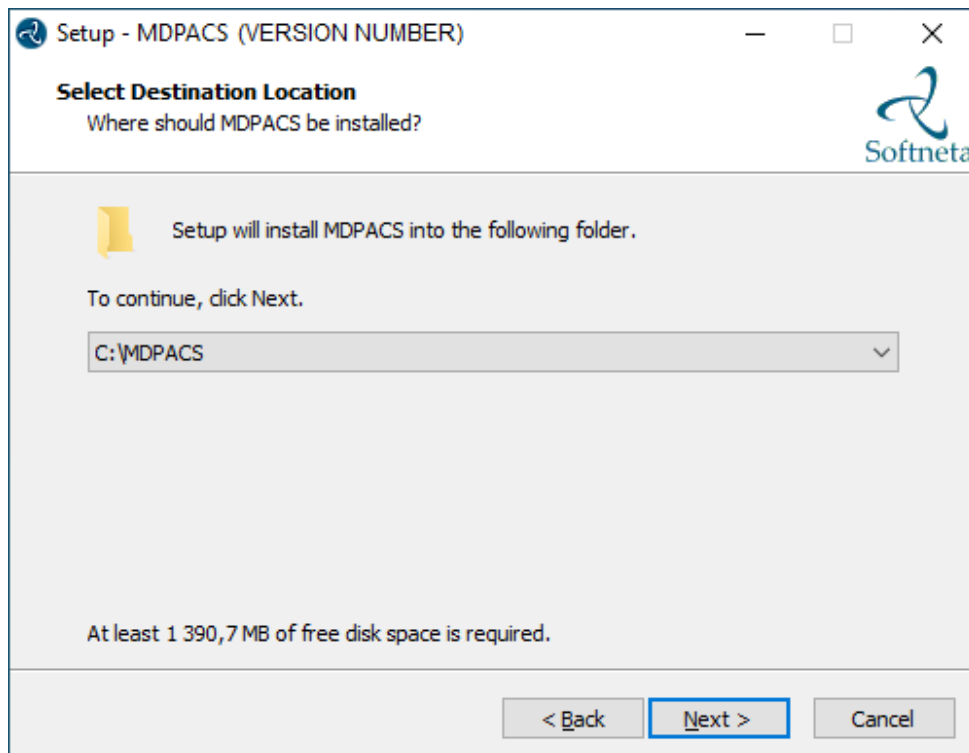 Setup - MDPACS (VERSION NUMBER)
Select Destination Location
Where should MDPACS be installed?
Softneta
Setup will install MDPACS into the following folder.
To continue, click Next.
C:\MDPACS
At least 1 390,7 MB of free disk space is required.
< Back
Next >
Cancel